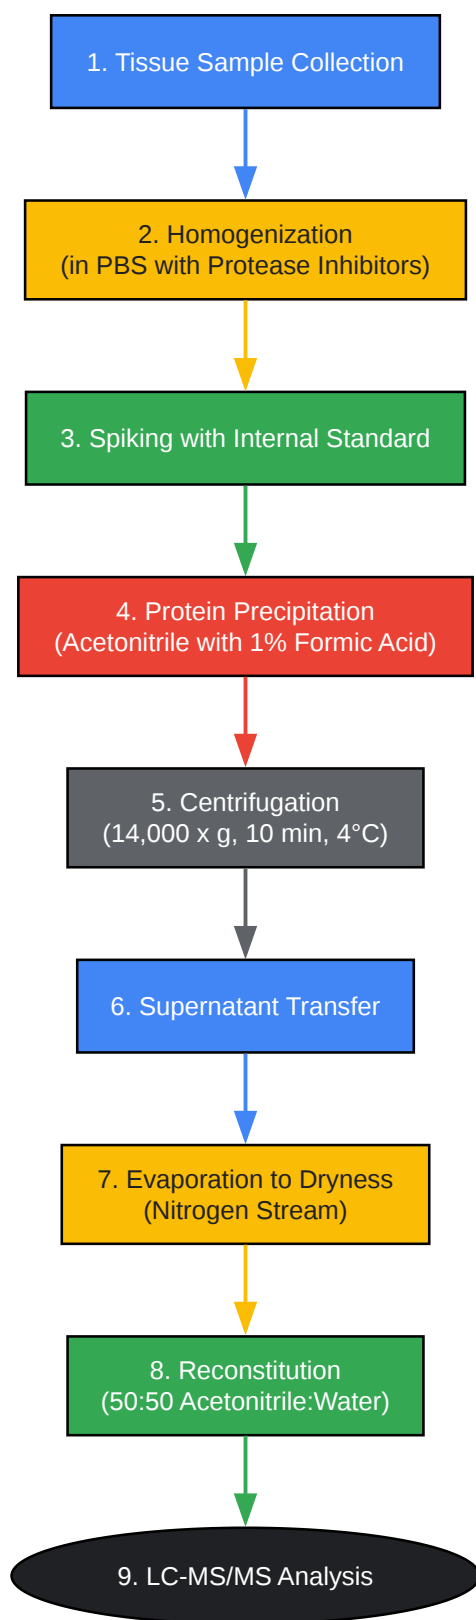 1. Tissue Sample Collection
2. Homogenization
(in PBS with Protease Inhibitors)
3. Spiking with Internal Standard
4. Protein Precipitation
(Acetonitrile with 1% Formic Acid)
5. Centrifugation
(14,000 x g, 10 min, 4°C)
6. Supernatant Transfer
7. Evaporation to Dryness
(Nitrogen Stream)
8. Reconstitution
(50:50 Acetonitrile:Water)
9. LC-MS/MS Analysis